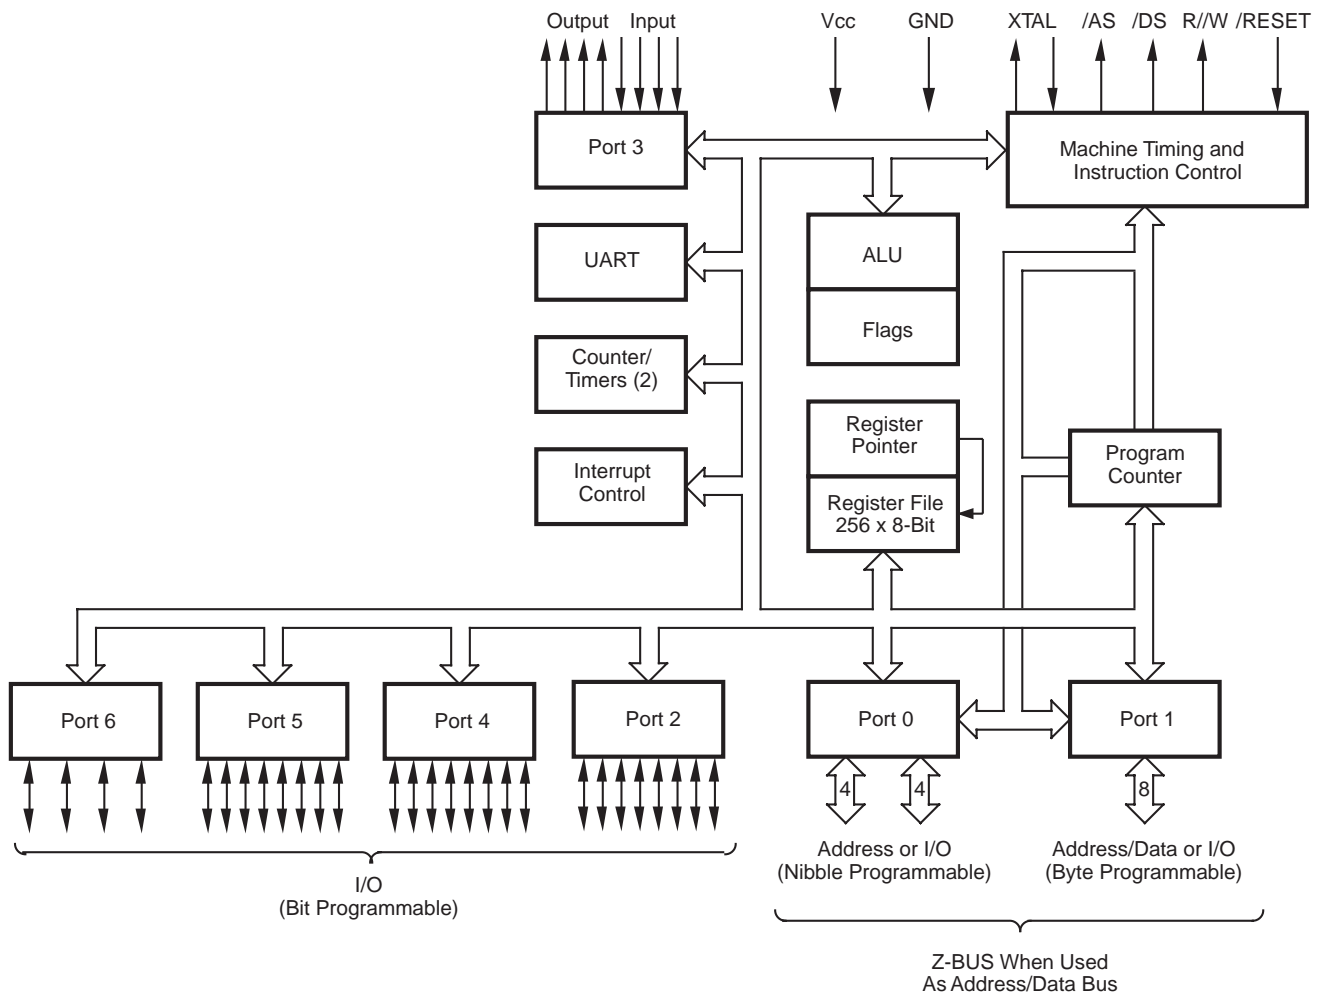 Output Input Vcc GND XTAL /AS /DS R//W /RESET
Port 3
Machine Timing and
Instruction Control
UART
ALU
Flags
Counter/
Timers (2)
Register
Pointer
Program
Counter
Interrupt
Control
Register File
256 x 8-Bit
Port 6
Port 5
Port 4
Port 2
Port 0
Port 1
4
4
8
Address or I/O
(Nibble Programmable)
Address/Data or I/O
(Byte Programmable)
I/O
(Bit Programmable)
Z-BUS When Used
As Address/Data Bus